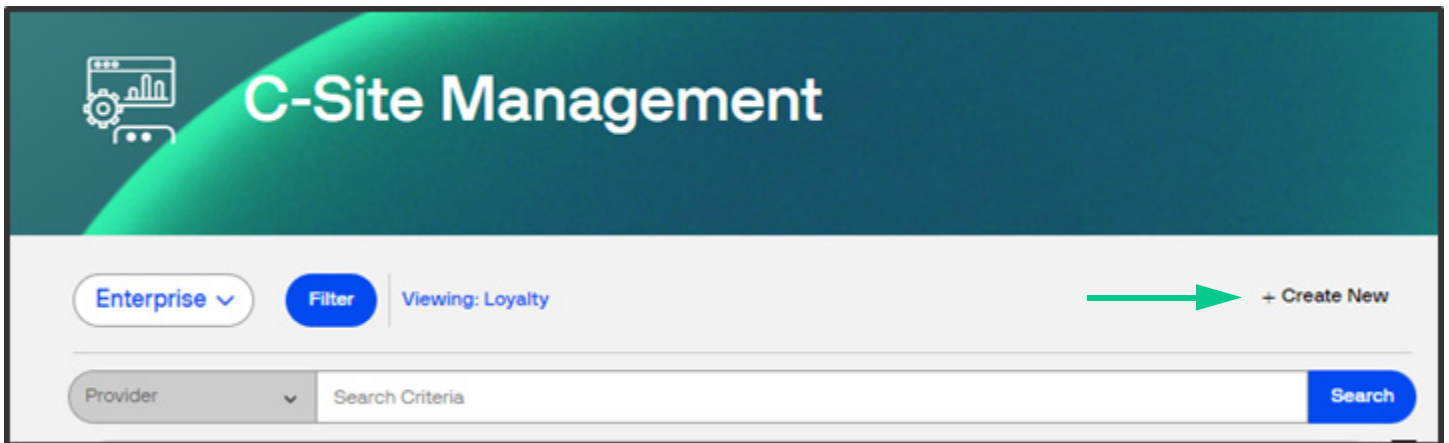 C-Site Management
Enterprise
Filter
Viewing: Loyalty
+ Create New
Provider
Search Criteria
Search